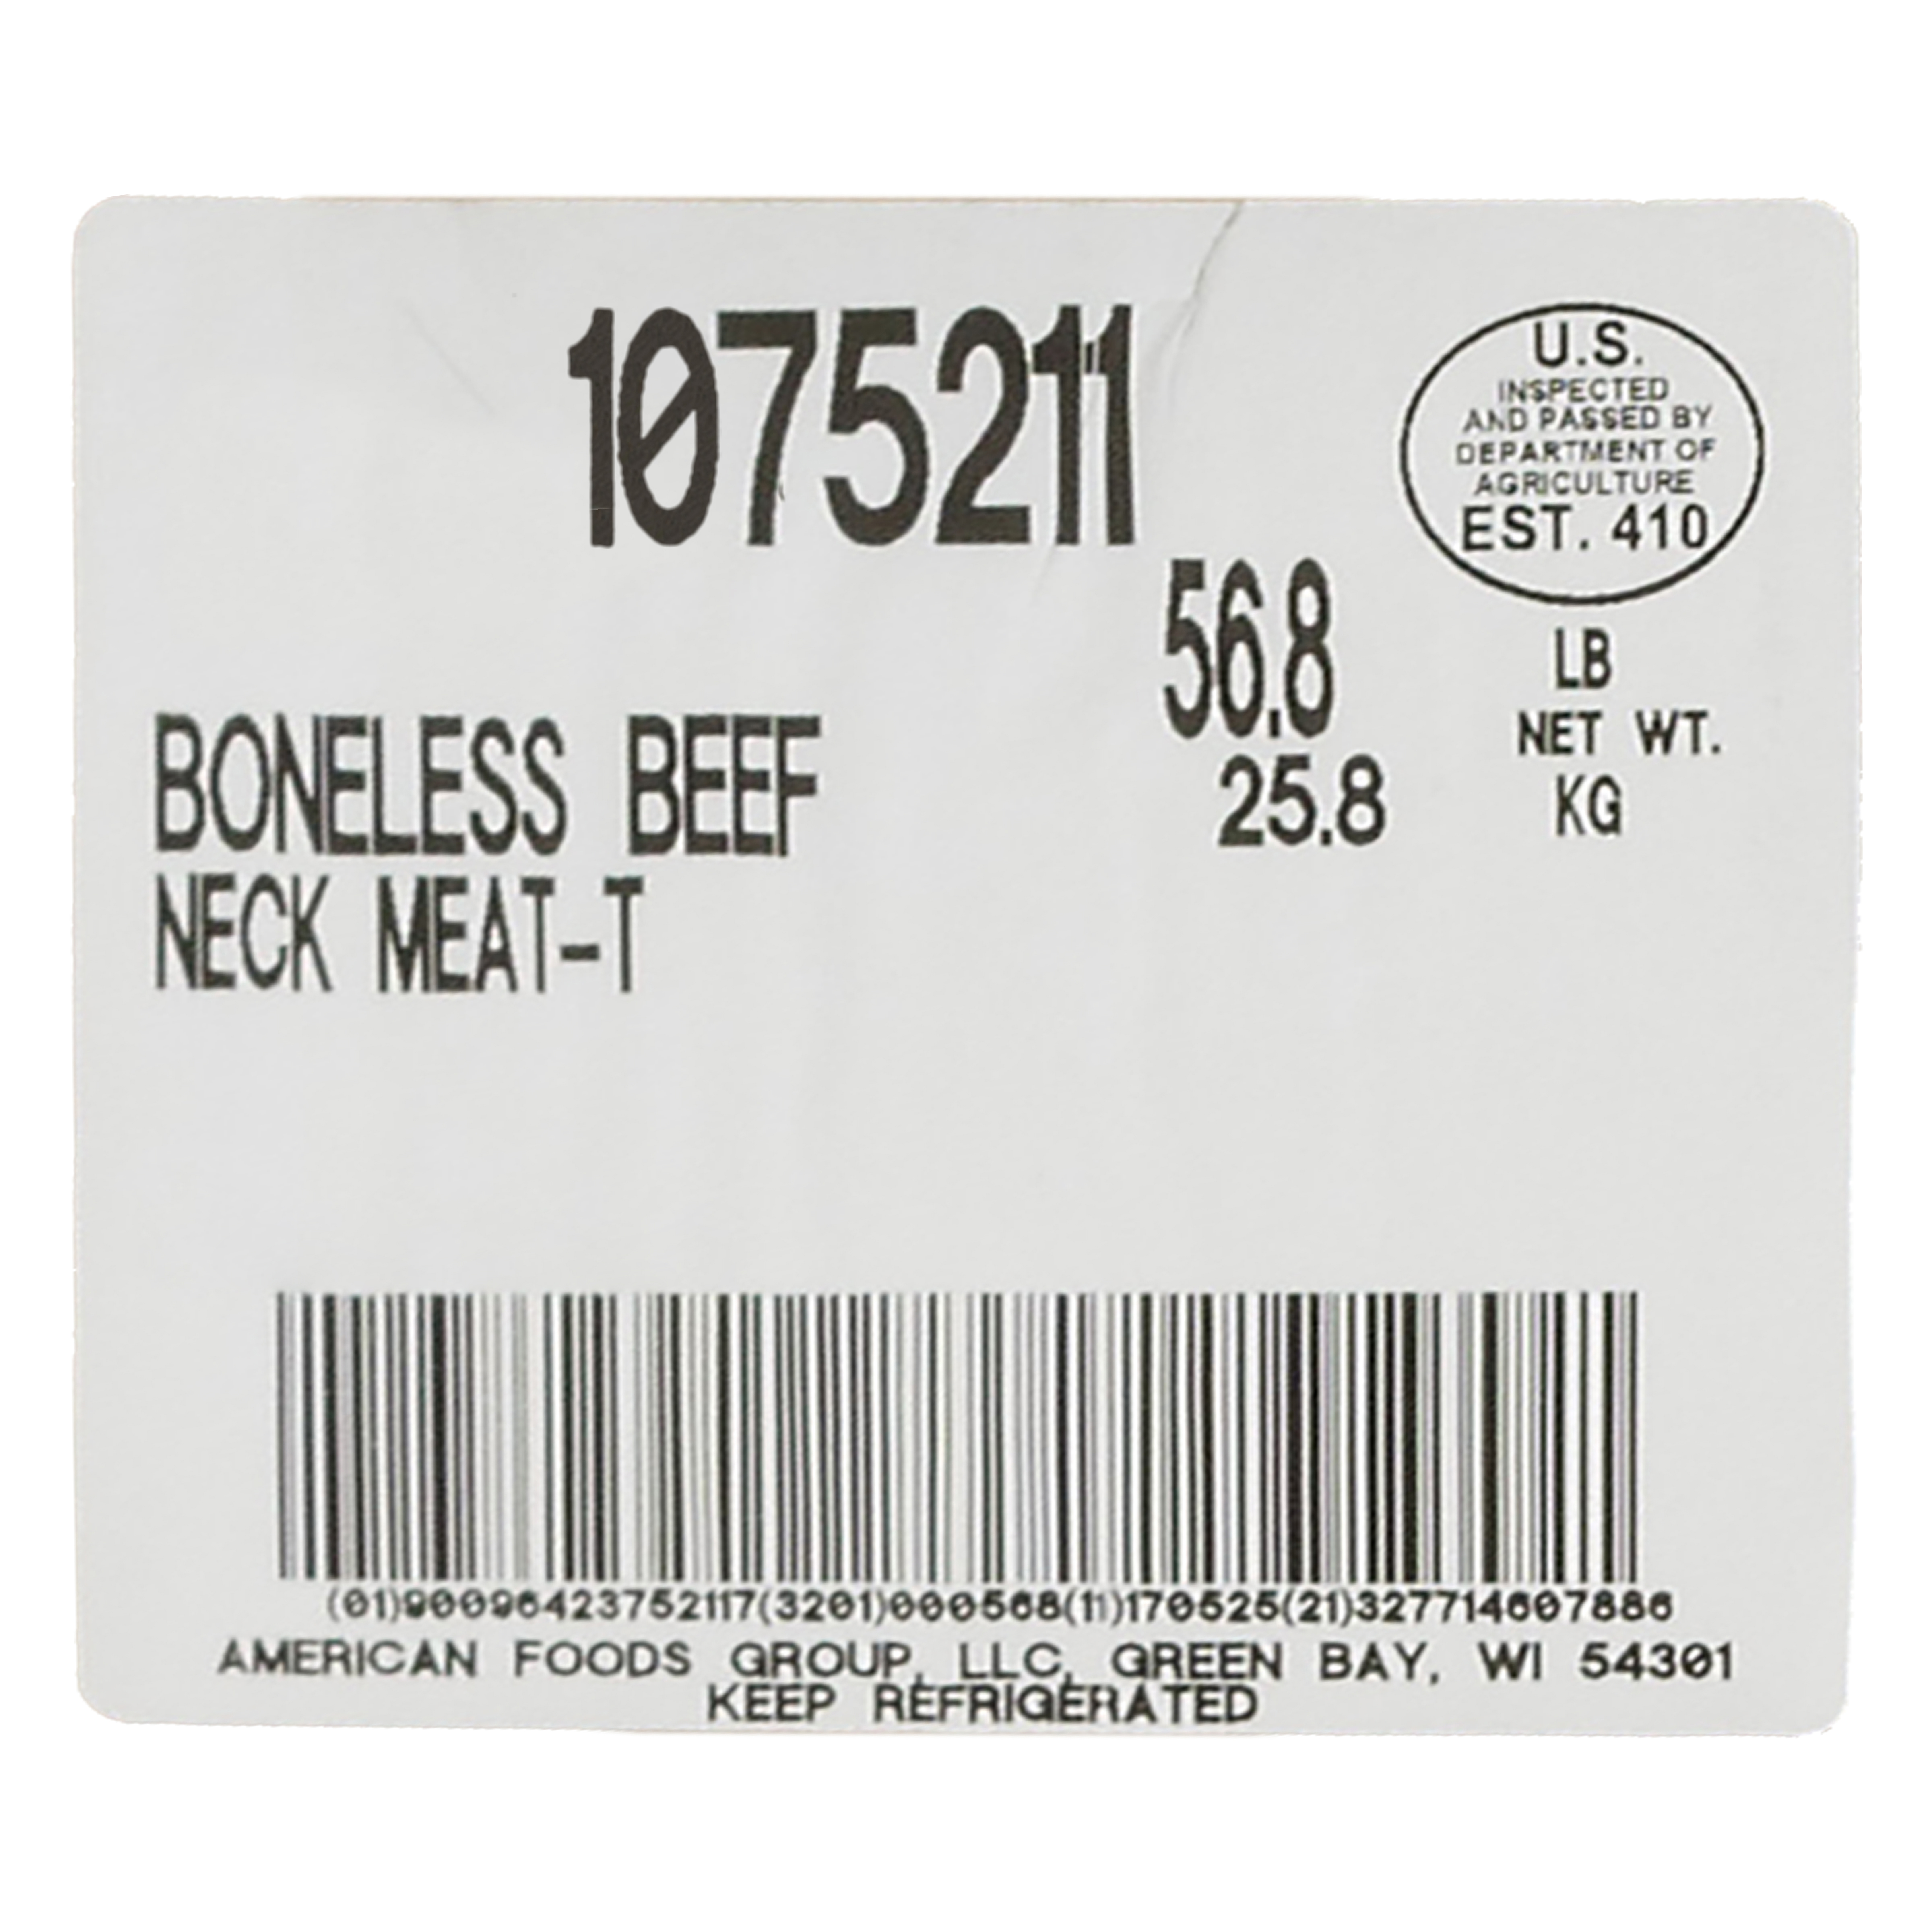 1075211
U.S.
INSPECTED
AND PASSED BY
DEPARTMENT OF
AGRICULTURE
EST. 410
56.8 LB
NET WT.
25.8 KG
BONELESS BEEF
NECK MEAT-T
(01)90096423752117(3201)000568(11)170525(21)327714607886
AMERICAN FOODS GROUP, LLC, GREEN BAY, WI 54301
KEEP REFRIGERATED